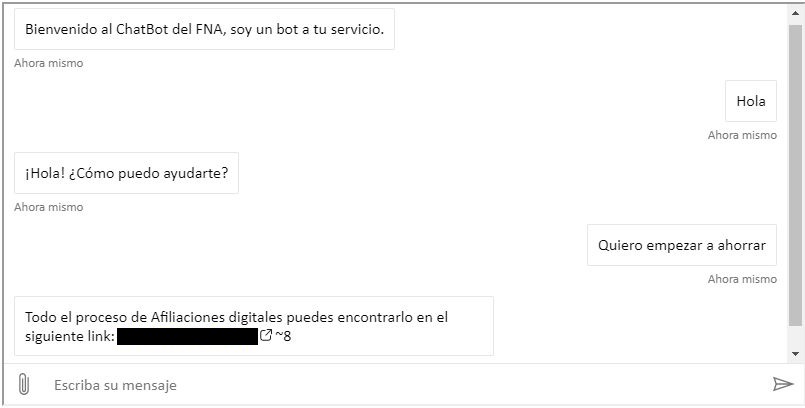 Bienvenido al ChatBot del FNA, soy un bot a tu servicio.
Ahora mismo
Hola
Ahora mismo
¡Hola! ¿Cómo puedo ayudarte?
Ahora mismo
Quiero empezar a ahorrar
Ahora mismo
Todo el proceso de Afiliaciones digitales puedes encontrarlo en el
siguiente link: ~8
Escriba su mensaje